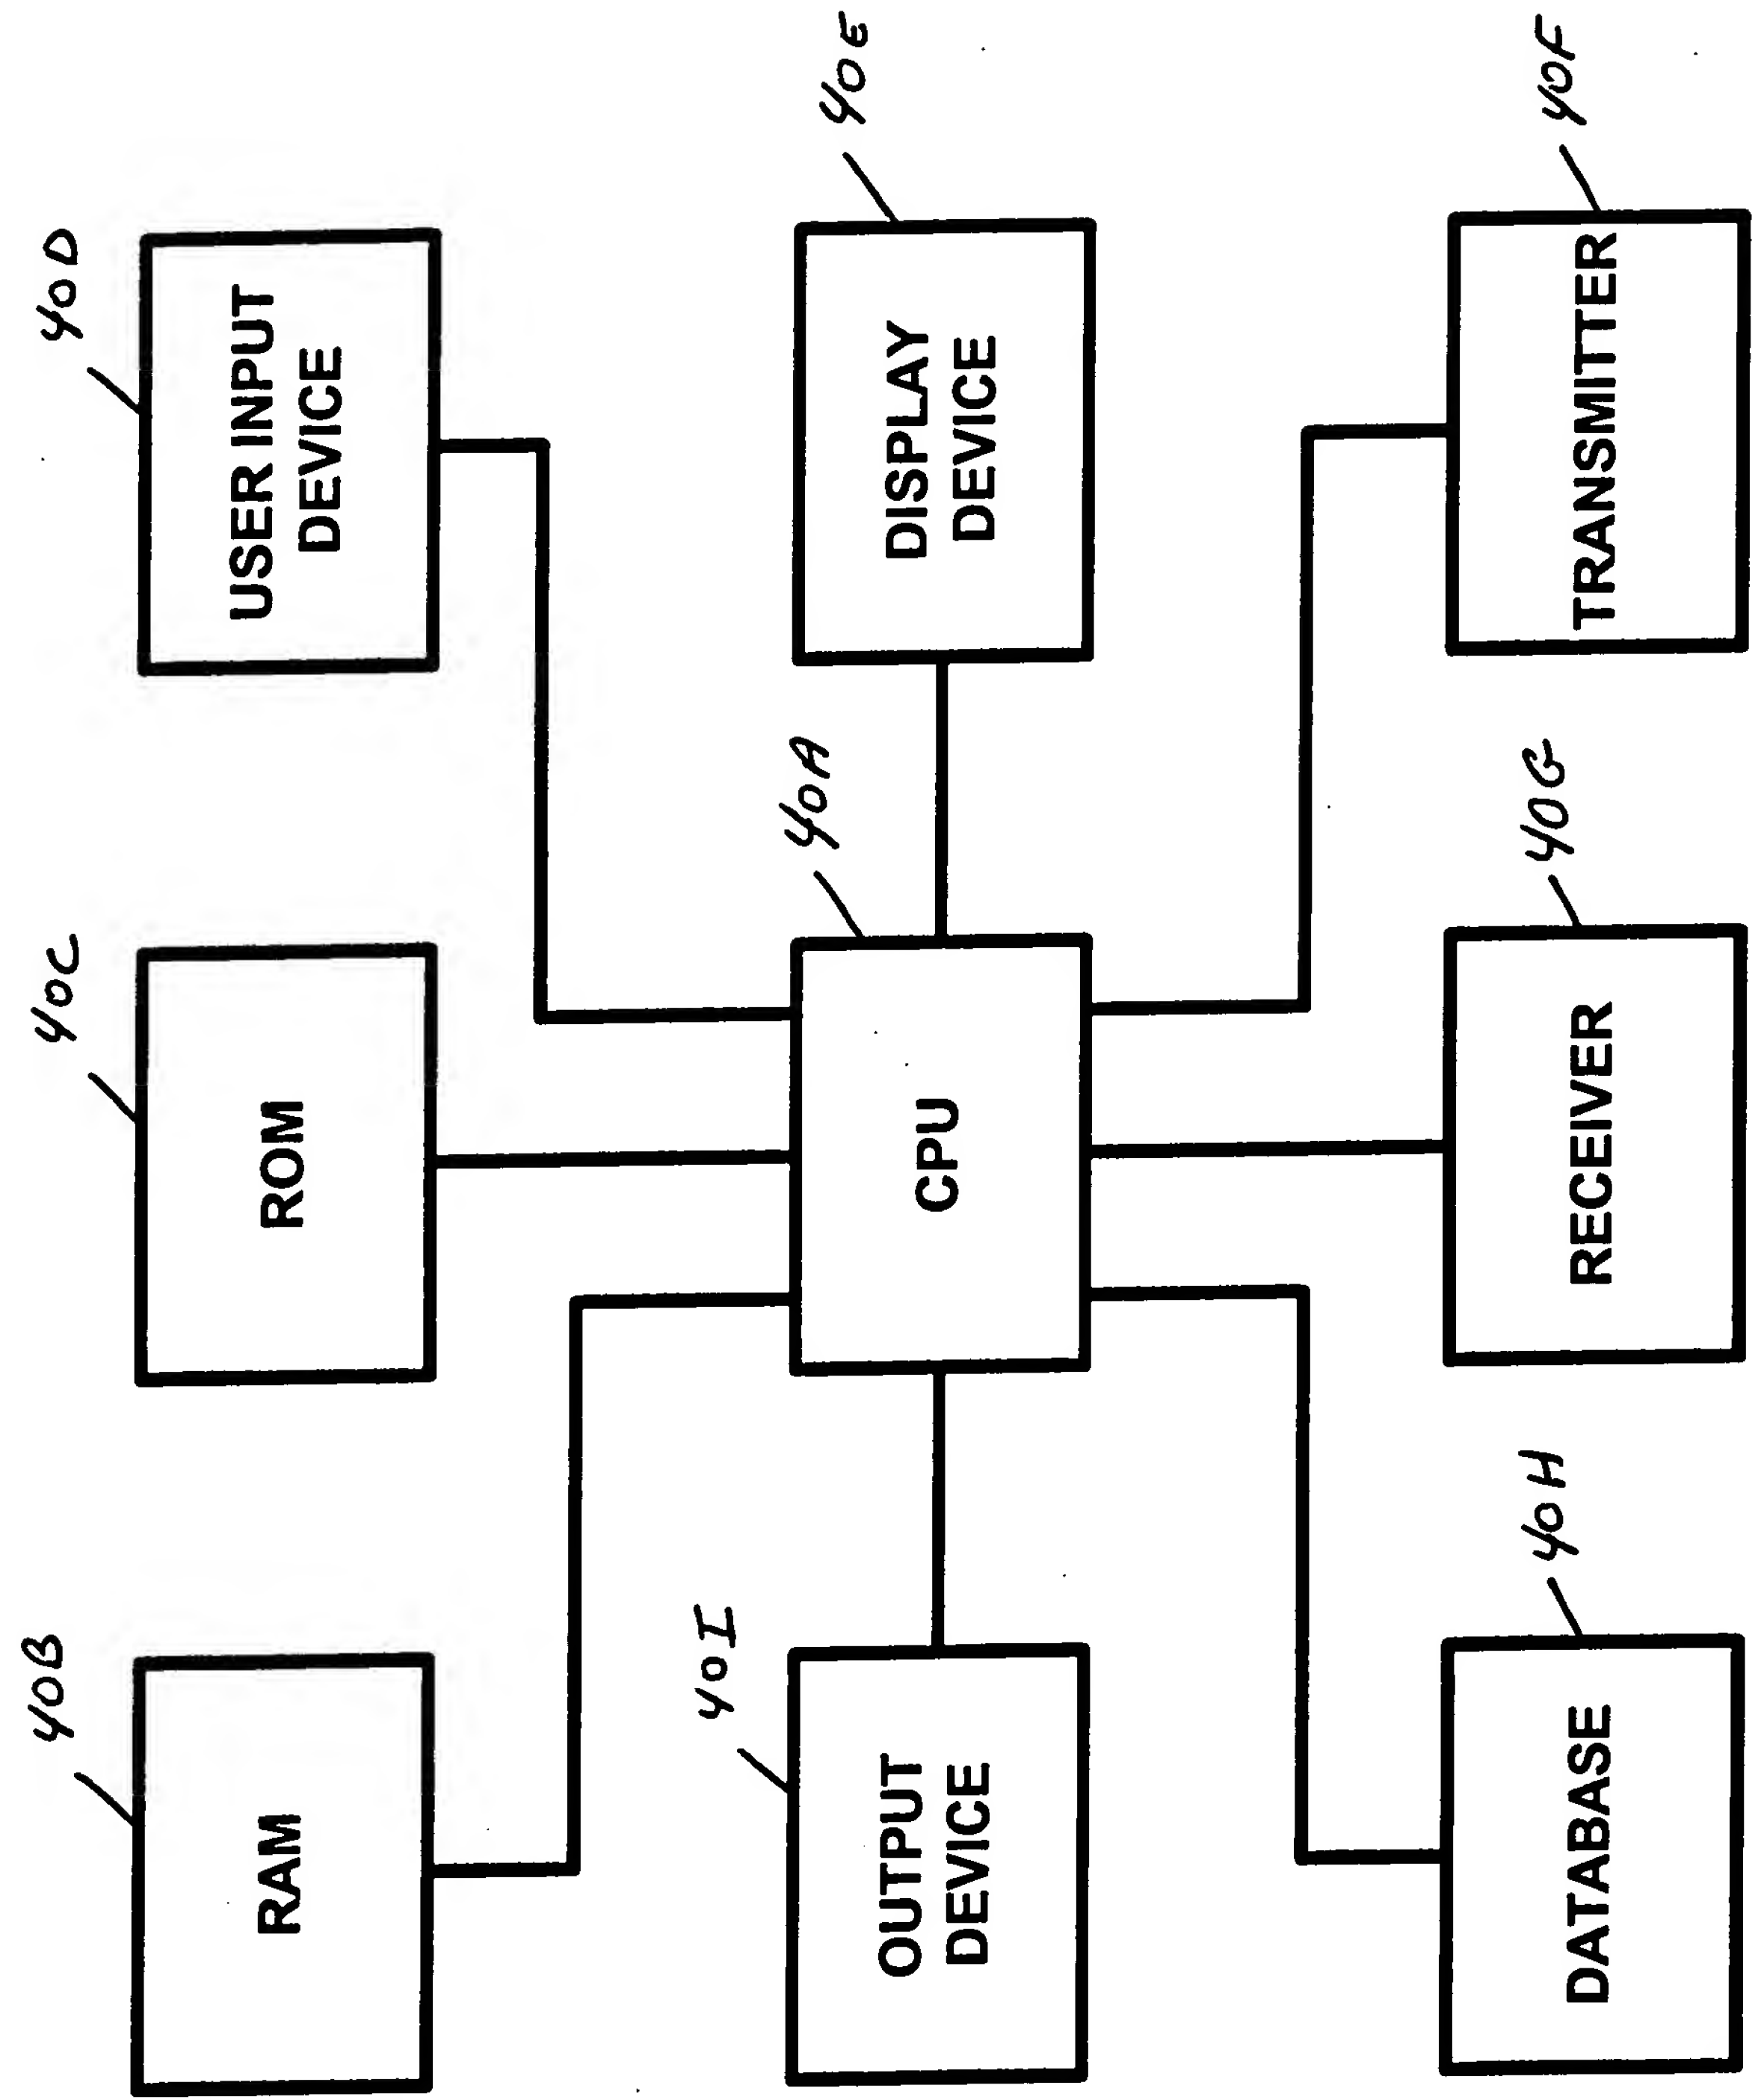 40B
RAM
40C
ROM
40D
USER INPUT
DEVICE
40I
OUTPUT
DEVICE
40A
CPU
40E
DISPLAY
DEVICE
40H
DATABASE
40G
RECEIVER
40F
TRANSMITTER